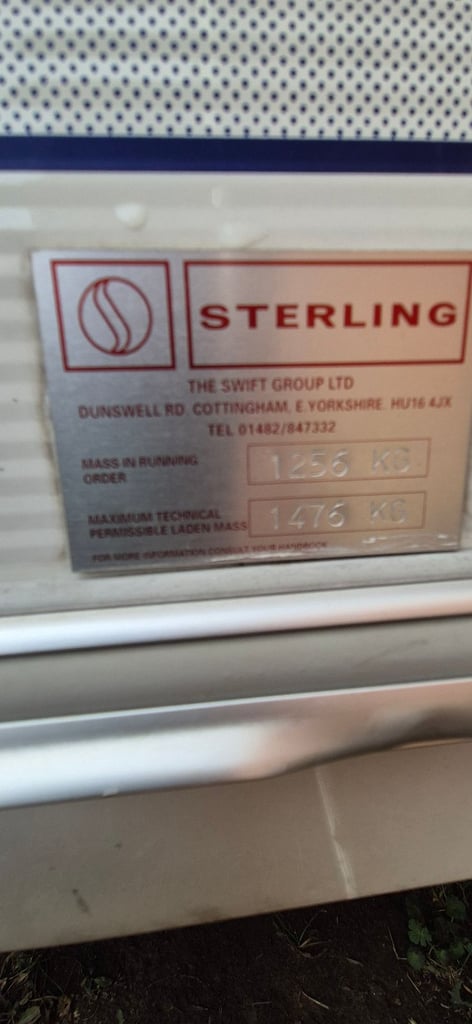 STERLING
THE SWIFT GROUP LTD
DUNSWELL RD. COTTINGHAM, E.YORKSHIRE. HU16 4JX
TEL 01482/847332
MASS IN RUNNING
ORDER
1256 KG
MAXIMUM TECHNICAL
PERMISSIBLE LADEN MASS
1476 KG
FOR MORE INFORMATION CONSULT YOUR HANDBOOK